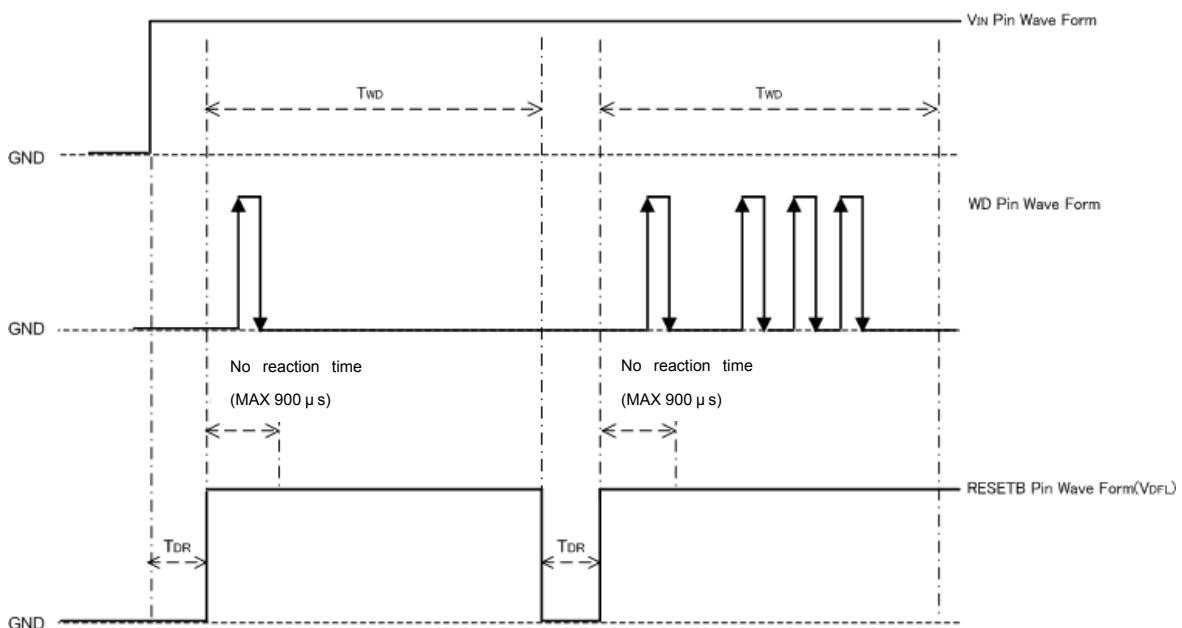 VIN Pin Wave Form
TWD TWD
GND
WD Pin Wave Form
GND
No reaction time No reaction time
(MAX 900 μ s) (MAX 900 μ s)
RESETB Pin Wave Form(VDFL)
TDR TDR
GND